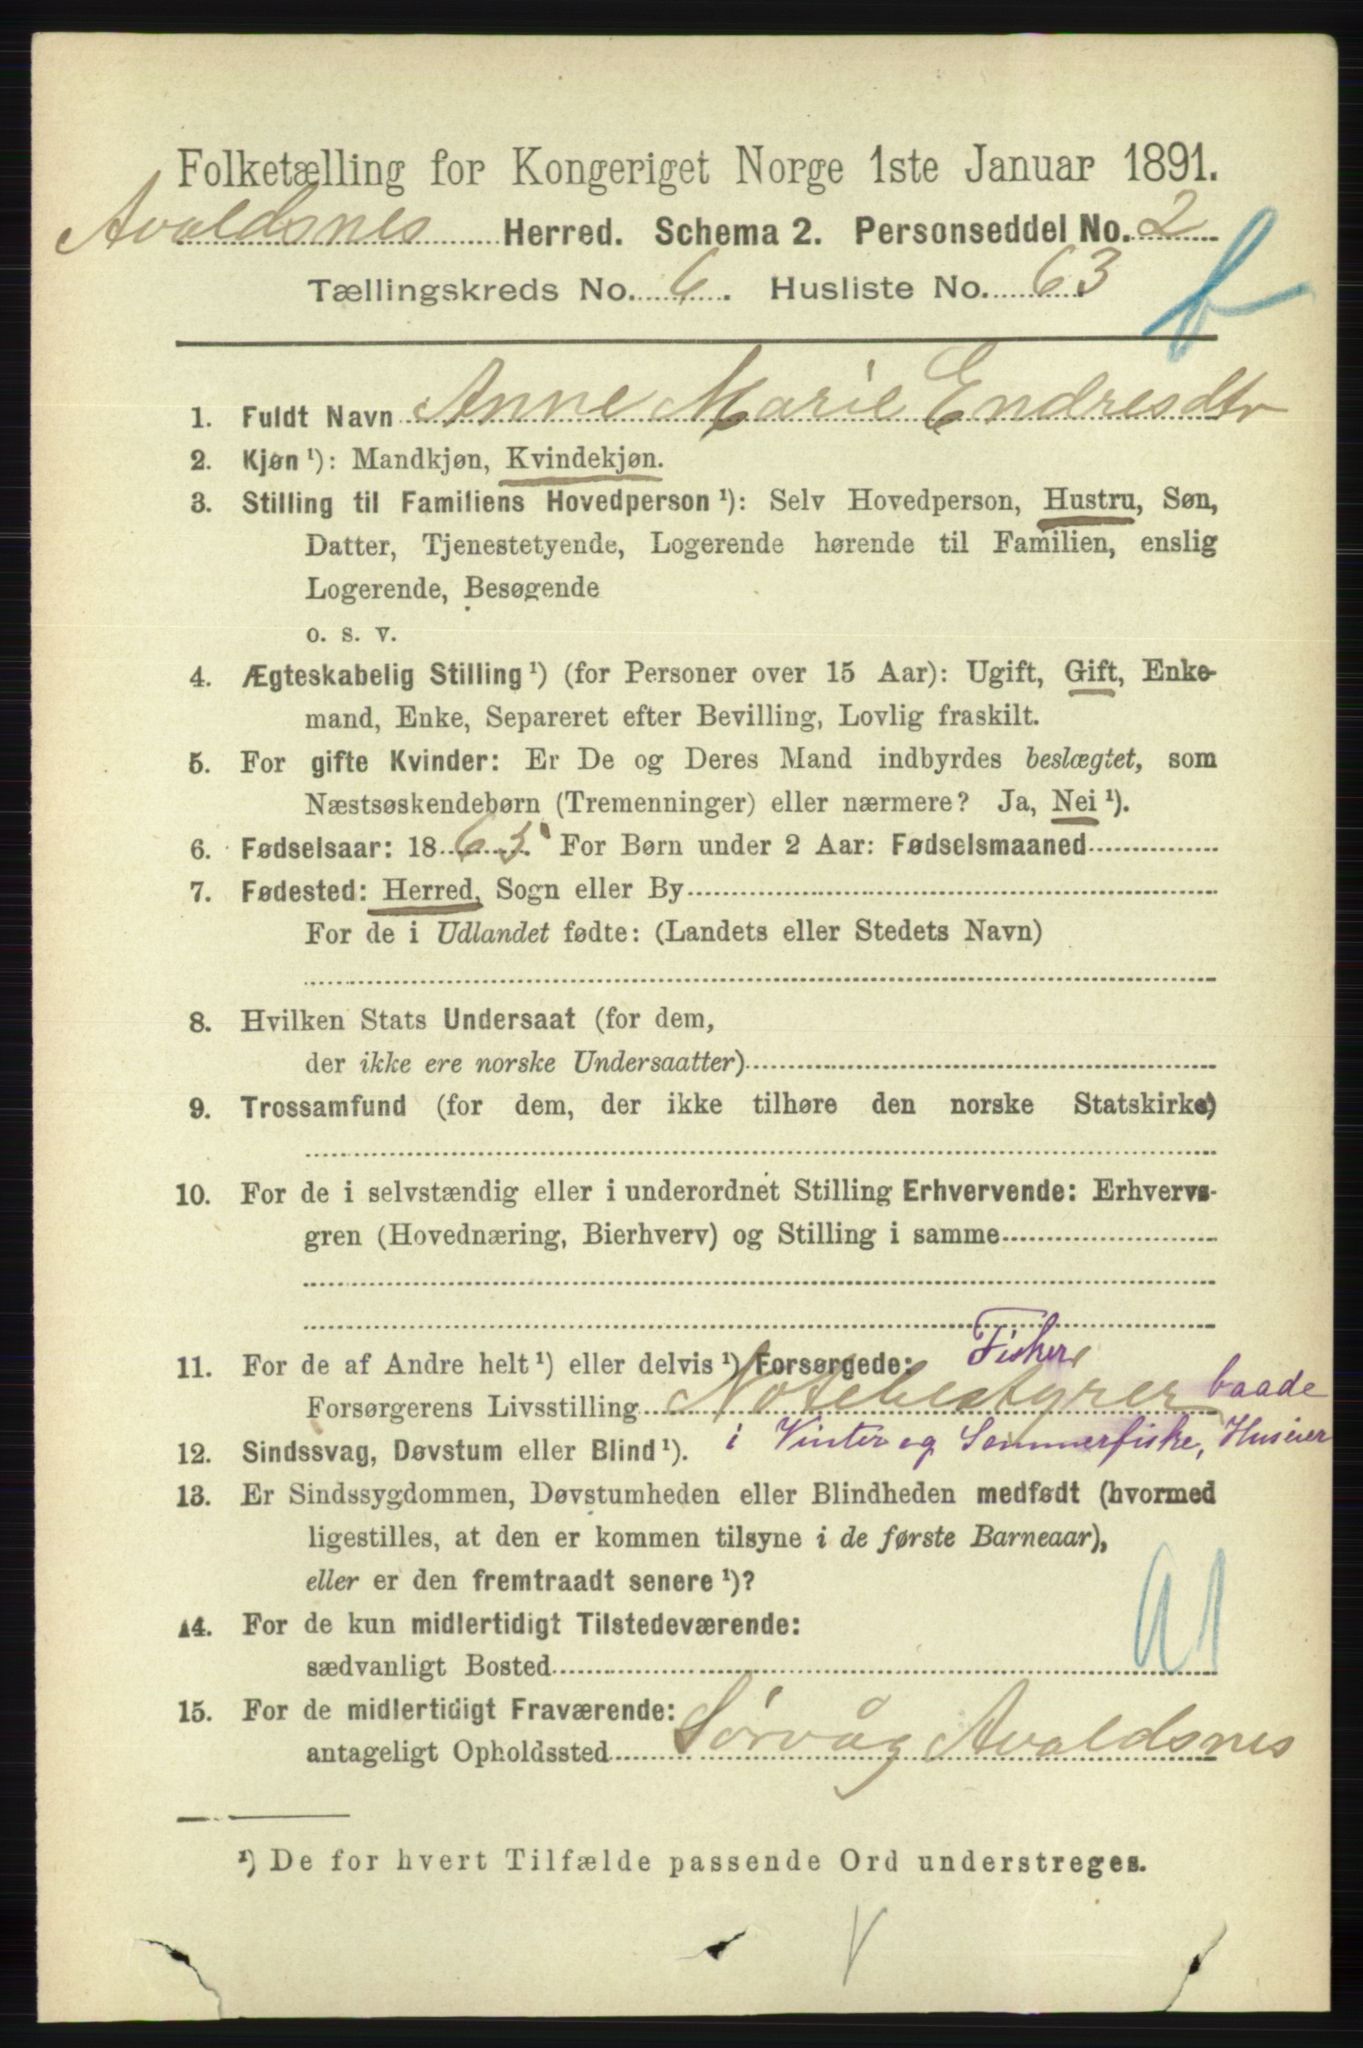 Folketælling for Kongeriget Norge 1ste Januar 1891.
Avaldsnes Herred. Schema 2. Personseddel No. 2
Tællingskreds No. 6. Husliste No. 63
b
1. Fuldt Navn Anne Marie Endresdtr
2. Kjøn ¹): Mandkjøn, Kvindekjøn.
3. Stilling til Familiens Hovedperson ¹): Selv Hovedperson, Hustru, Søn,
Datter, Tjenestetyende, Logerende hørende til Familien, enslig
Logerende, Besøgende
o. s. v.
4. Ægteskabelig Stilling ¹) (for Personer over 15 Aar): Ugift, Gift, Enke-
mand, Enke, Separeret efter Bevilling, Lovlig fraskilt.
5. For gifte Kvinder: Er De og Deres Mand indbyrdes beslægtet, som
Næstsøskendebørn (Tremenninger) eller nærmere? Ja, Nei ¹).
6. Fødselsaar: 1865. For Børn under 2 Aar: Fødselsmaaned
7. Fødested: Herred, Sogn eller By
For de i Udlandet fødte: (Landets eller Stedets Navn)
8. Hvilken Stats Undersaat (for dem,
der ikke ere norske Undersaatter)
9. Trossamfund (for dem, der ikke tilhøre den norske Statskirke)
10. For de i selvstændig eller i underordnet Stilling Erhvervende: Erhvervs-
gren (Hovednæring, Bierhverv) og Stilling i samme
11. For de af Andre helt ¹) eller delvis ¹) Forsørgede: Fisker
Forsørgerens Livsstilling Notebestyrer baade
i Vinter og Sommerfiske, Huseier
12. Sindssvag, Døvstum eller Blind ¹).
13. Er Sindssygdommen, Døvstumheden eller Blindheden medfødt (hvormed
ligestilles, at den er kommen tilsyne i de første Barneaar),
eller er den fremtraadt senere ¹)?
14. For de kun midlertidigt Tilstedeværende:
sædvanligt Bosted
15. For de midlertidigt Fraværende:
antageligt Opholdssted Sørvåg Avaldsnes
¹) De for hvert Tilfælde passende Ord understreges.